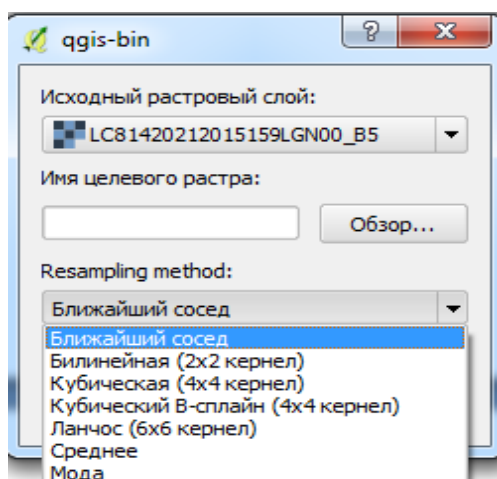 qgis-bin
Исходный растровый слой:
LC81420212015159LGN00_B5
Имя целевого растра:
Обзор...
Resampling method:
Ближайший сосед
Ближайший сосед
Билинейная (2x2 кернел)
Кубическая (4x4 кернел)
Кубический B-сплайн (4x4 кернел)
Ланчос (6x6 кернел)
Среднее
Мода